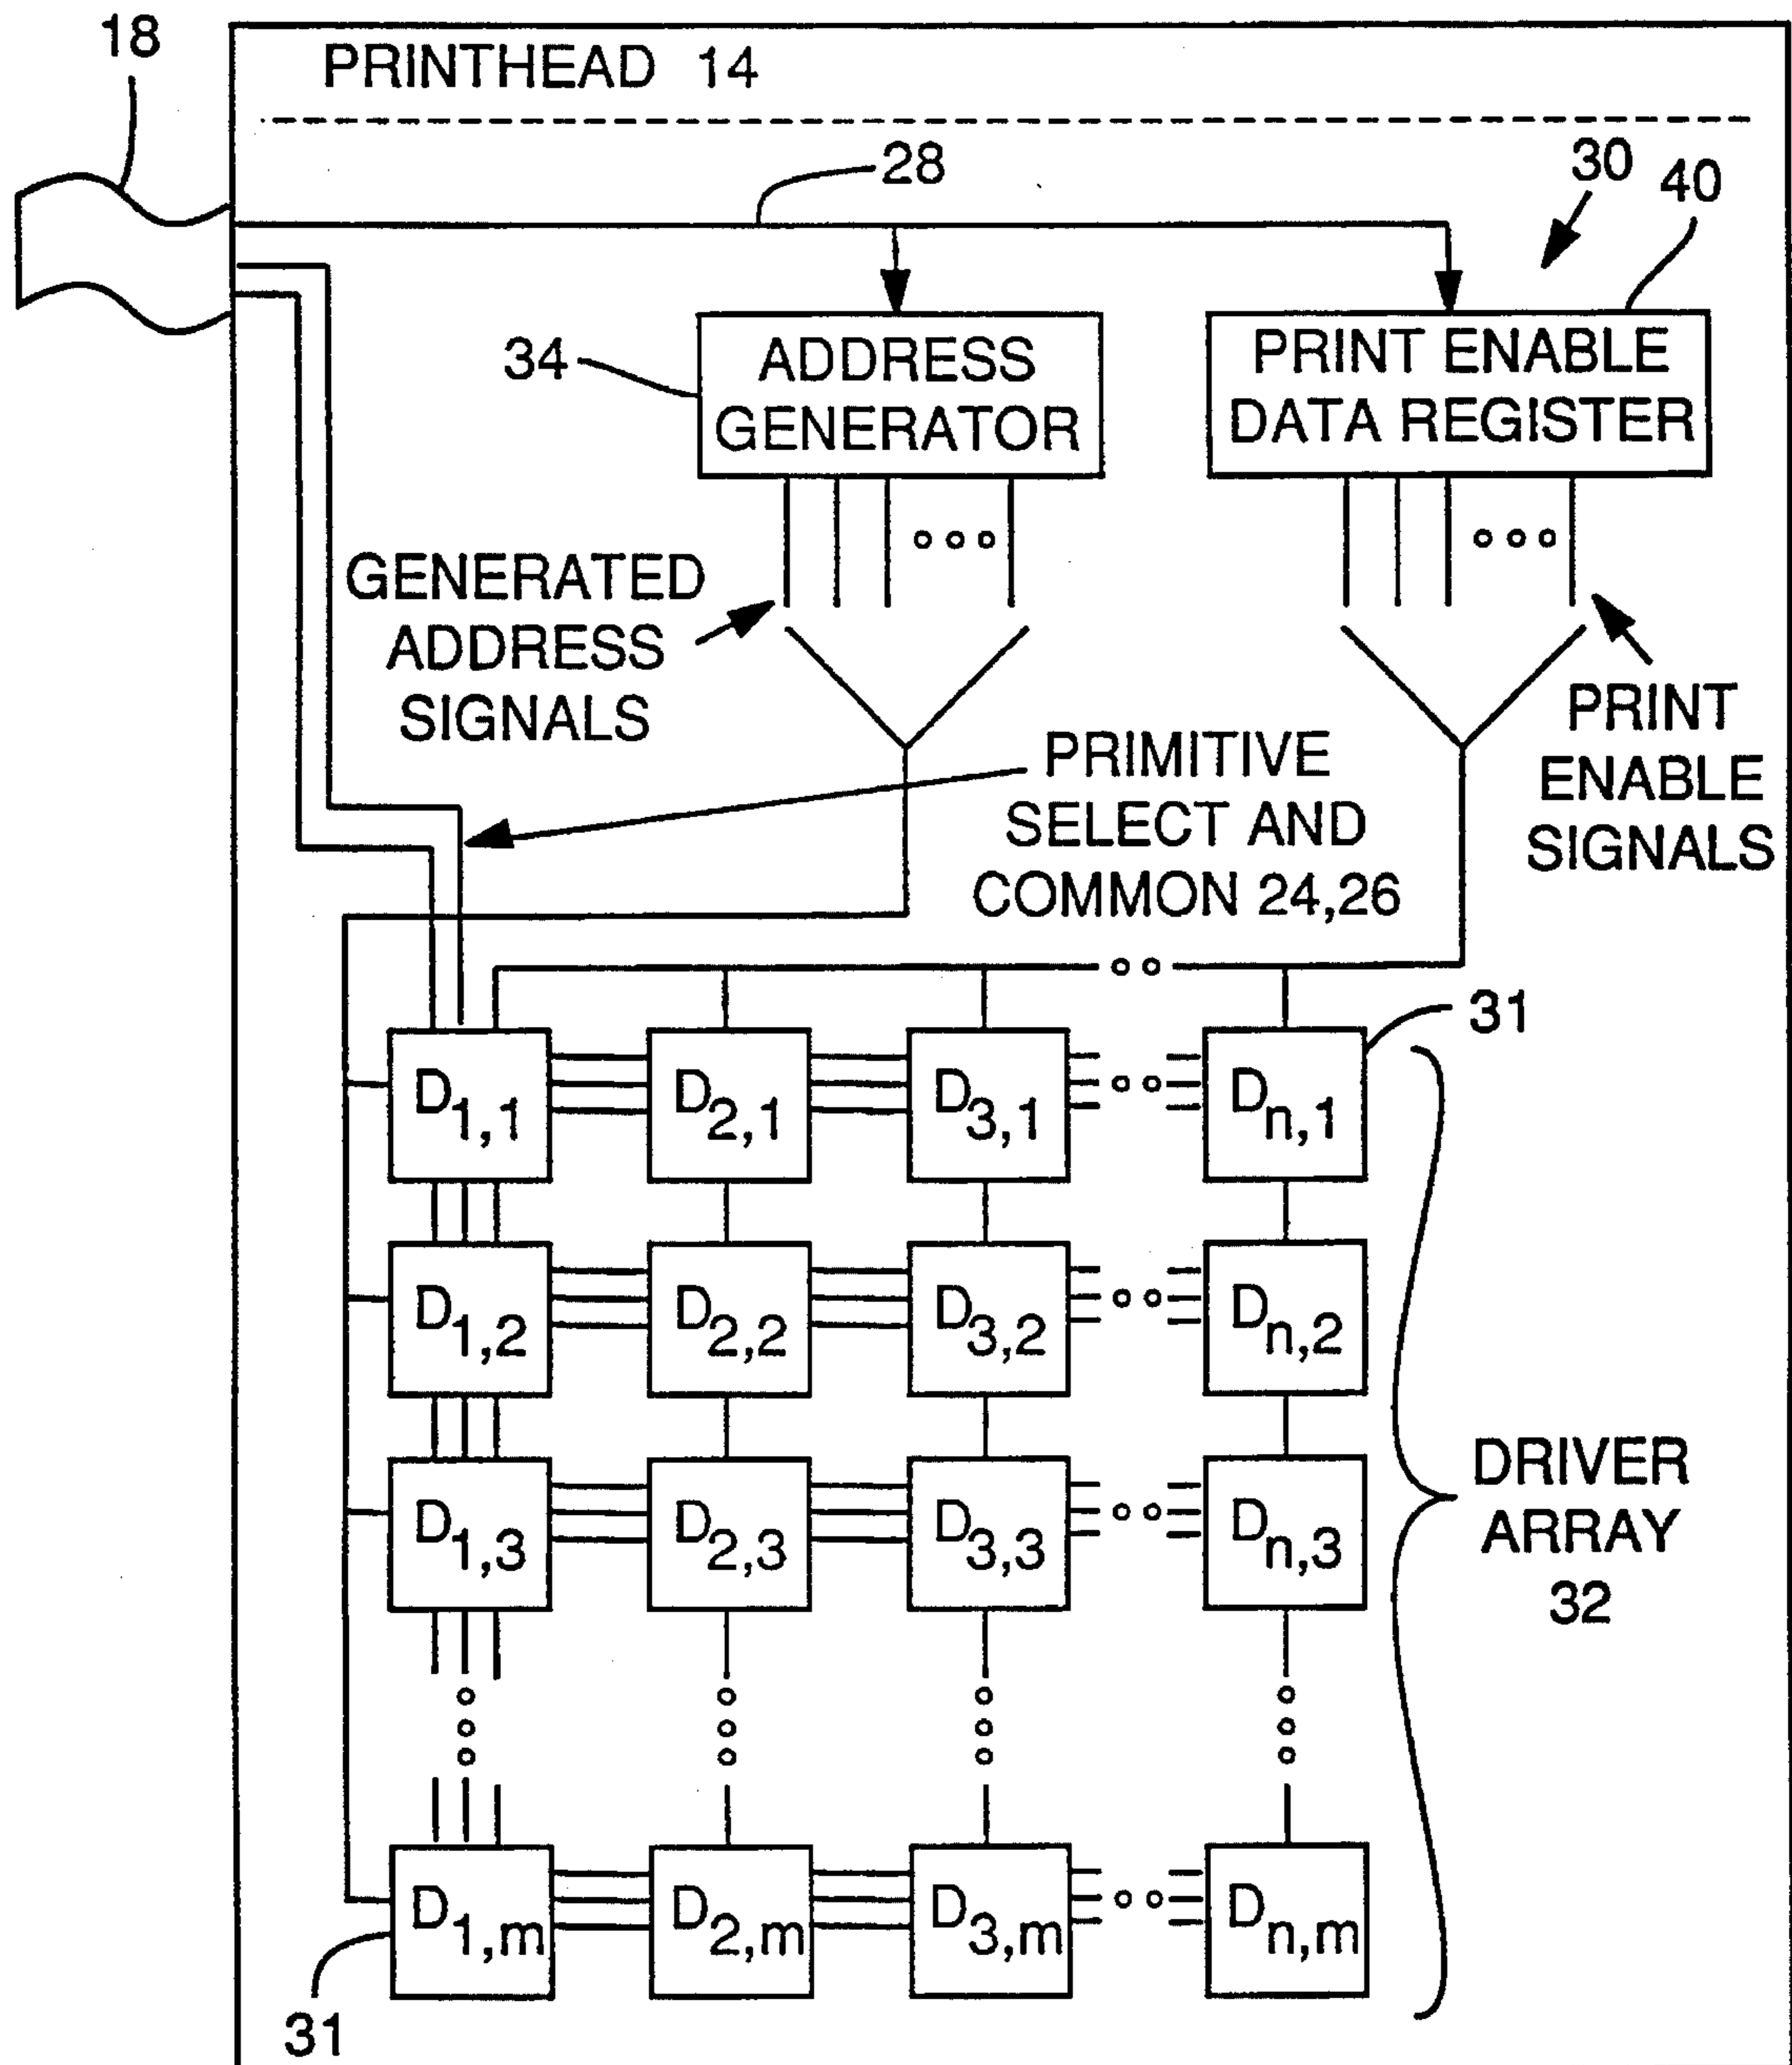 18
PRINTHEAD 14
28
30
40
34
ADDRESS
GENERATOR
PRINT ENABLE
DATA REGISTER
GENERATED
ADDRESS
SIGNALS
PRINT
ENABLE
SIGNALS
PRIMITIVE
SELECT AND
COMMON 24,26
31
D1,1 D2,1 D3,1 Dn,1
D1,2 D2,2 D3,2 Dn,2
D1,3 D2,3 D3,3 Dn,3
DRIVER
ARRAY
32
D1,m D2,m D3,m Dn,m
31